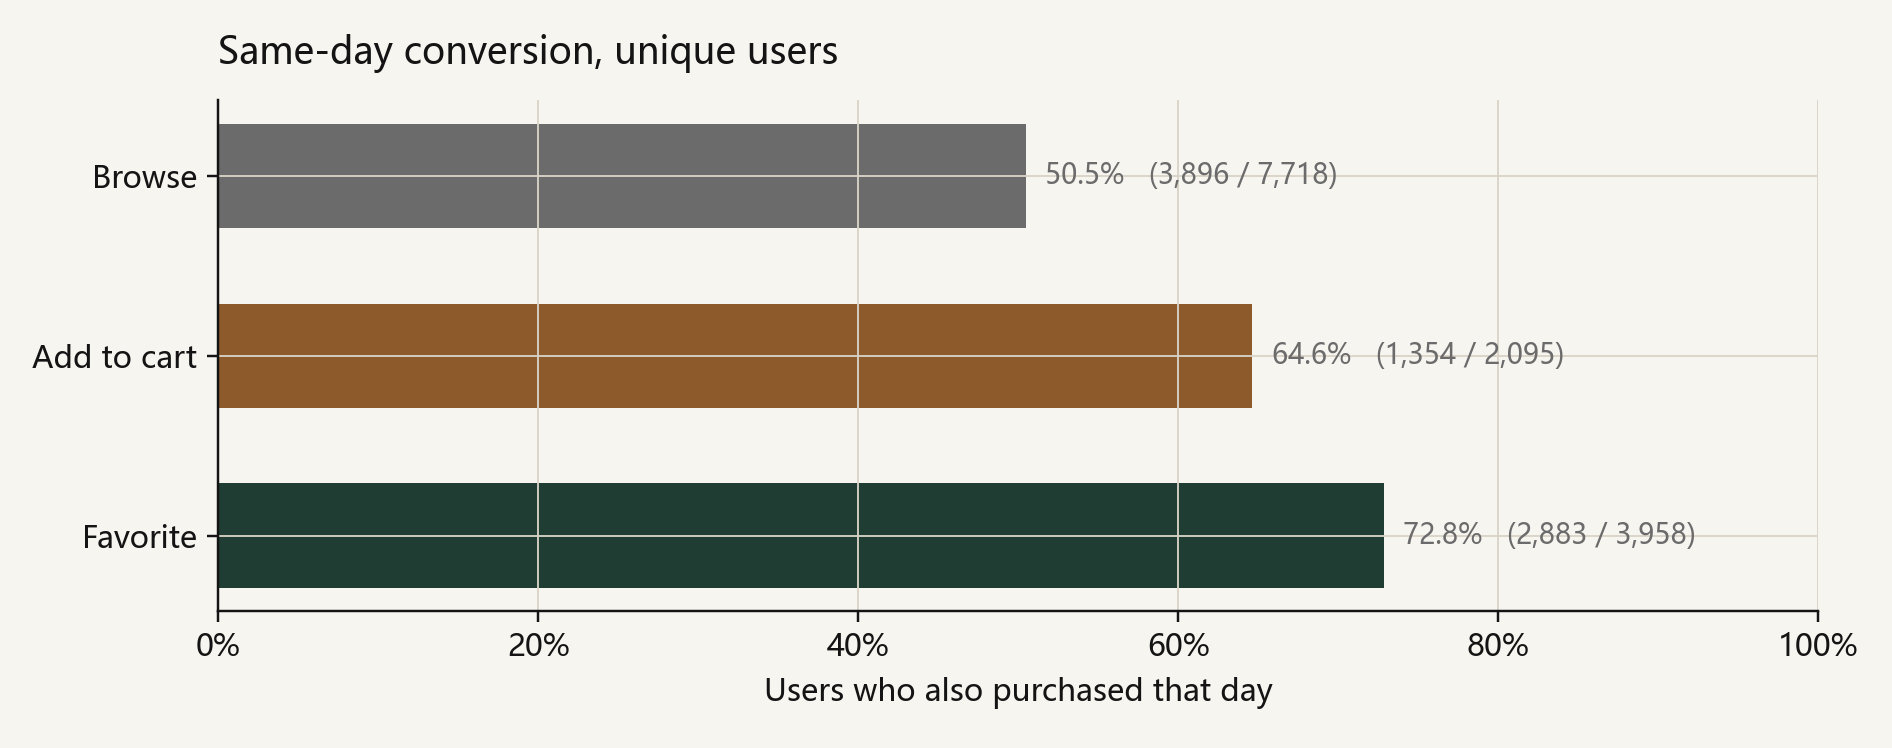 Same-day conversion, unique users
Browse
50.5% (3,896 / 7,718)
Add to cart
64.6% (1,354 / 2,095)
Favorite
72.8% (2,883 / 3,958)
0% 20% 40% 60% 80% 100%
Users who also purchased that day